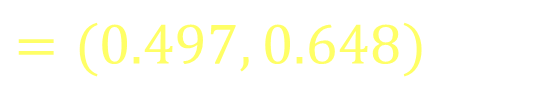 = (0.497, 0.648)